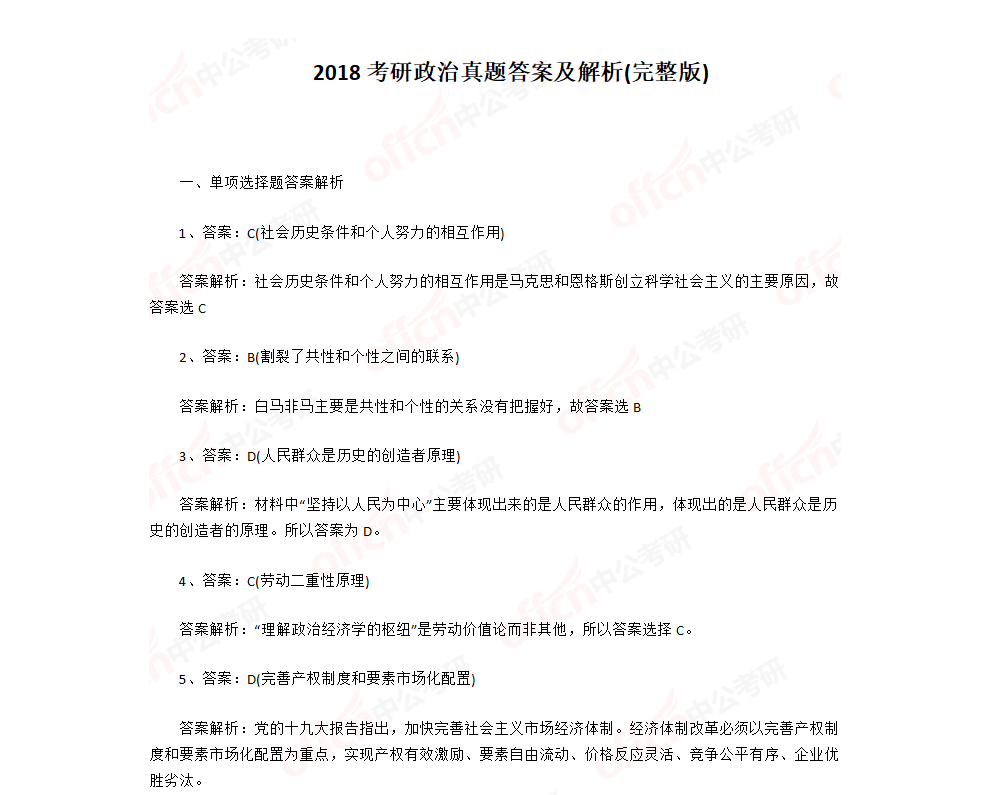 2018 考研政治真题答案及解析(完整版)
一、单项选择题答案解析
1、答案：C(社会历史条件和个人努力的相互作用)
答案解析：社会历史条件和个人努力的相互作用是马克思和恩格斯创立科学社会主义的主要原因，故
答案选 C
2、答案：B(割裂了共性和个性之间的联系)
答案解析：白马非马主要是共性和个性的关系没有把握好，故答案选 B
3、答案：D(人民群众是历史的创造者原理)
答案解析：材料中“坚持以人民为中心”主要体现出来的是人民群众的作用，体现出的是人民群众是历
史的创造者的原理。所以答案为 D。
4、答案：C(劳动二重性原理)
答案解析：“理解政治经济学的枢纽”是劳动价值论而非其他，所以答案选择 C。
5、答案：D(完善产权制度和要素市场化配置)
答案解析：党的十九大报告指出，加快完善社会主义市场经济体制。经济体制改革必须以完善产权制
度和要素市场化配置为重点，实现产权有效激励、要素自由流动、价格反应灵活、竞争公平有序、企业优
胜劣汰。
offcn中公考研